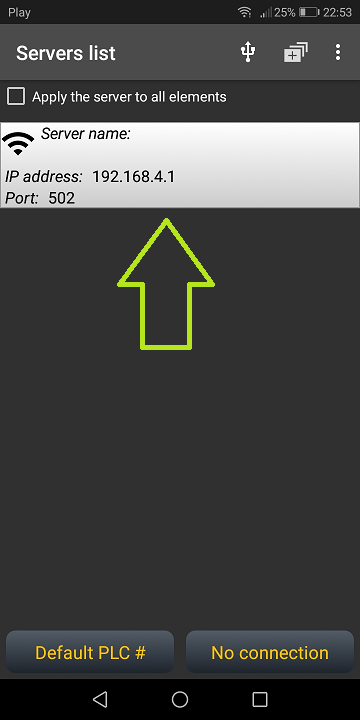 Play 25% 22:53
Servers list
Apply the server to all elements
Server name:
IP address: 192.168.4.1
Port: 502
Default PLC # No connection